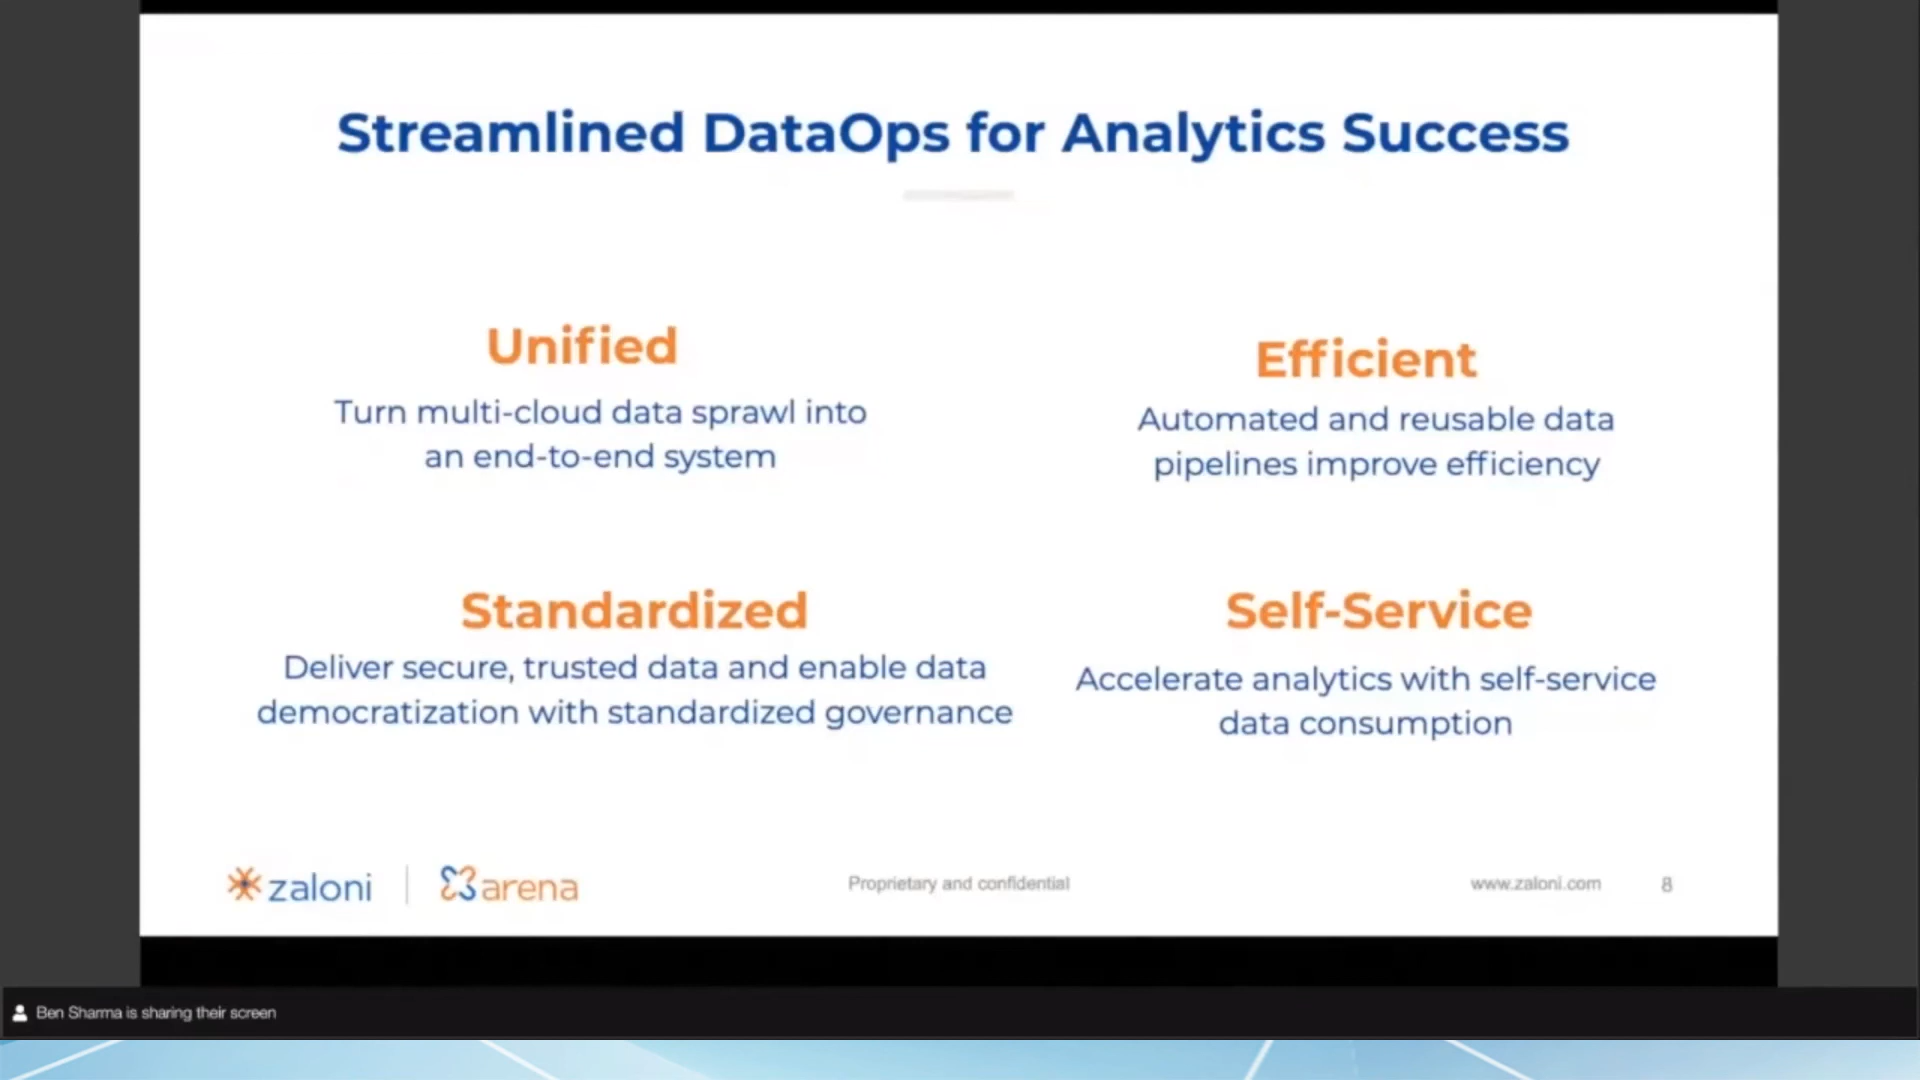 Streamlined DataOps for Analytics Success
Unified
Turn multi-cloud data sprawl into
an end-to-end system
Efficient
Automated and reusable data
pipelines improve efficiency
Standardized
Deliver secure, trusted data and enable data
democratization with standardized governance
Self-Service
Accelerate analytics with self-service
data consumption
zaloni
arena
Proprietary and confidential
www.zaloni.com
8
Ben Sharma is sharing their screen